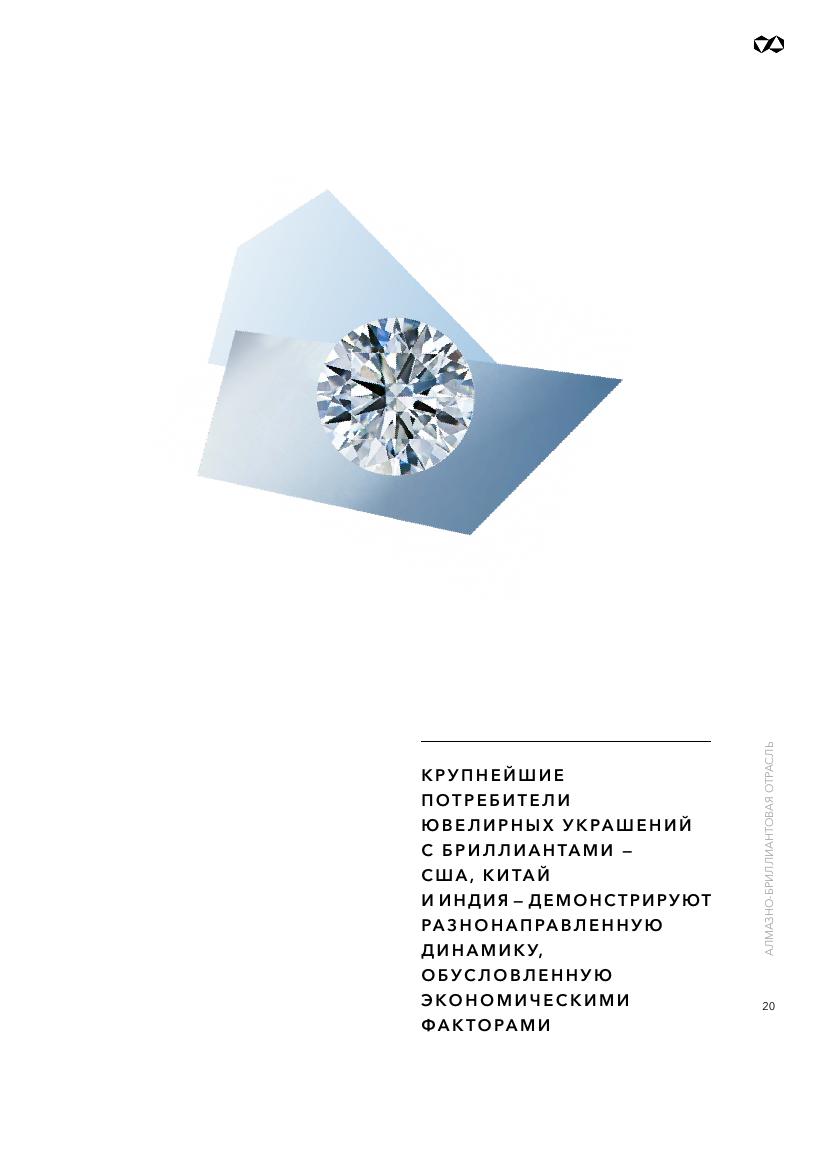 КРУПНЕЙШИЕ
ПОТРЕБИТЕЛИ
ЮВЕЛИРНЫХ УКРАШЕНИЙ
С БРИЛЛИАНТАМИ –
США, КИТАЙ
И ИНДИЯ – ДЕМОНСТРИРУЮТ
РАЗНОНАПРАВЛЕННУЮ
ДИНАМИКУ,
ОБУСЛОВЛЕННУЮ
ЭКОНОМИЧЕСКИМИ
ФАКТОРАМИ
АЛМАЗНО-БРИЛЛИАНТОВАЯ ОТРАСЛЬ
20